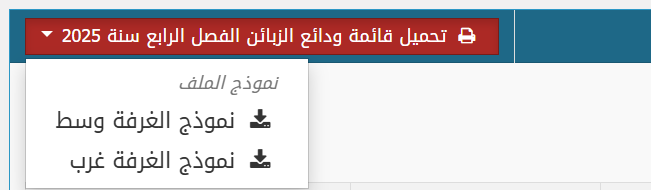 تحميل قائمة ودائع الزبائن الفصل الرابع سنة 2025
نموذج الملف
نموذج الغرفة وسط
نموذج الغرفة غرب